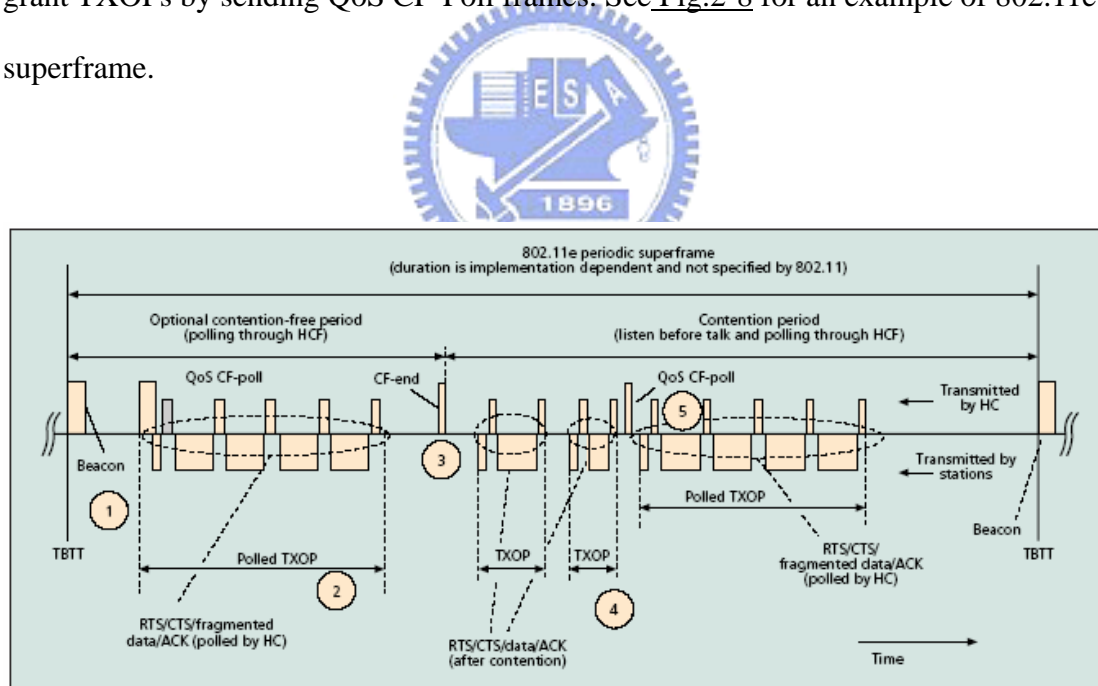 grant TXOPs by sending QoS CF-Poll frames. See Fig.2-8 for an example of 802.11e
superframe.
E S A
1896
802.11e periodic superframe
(duration is implementation dependent and not specified by 802.11)
Optional contention-free period
(polling through HCF)
Contention period
(listen before talk and polling through HCF)
QoS CF-poll
CF-end
QoS CF-poll
Transmitted
by HC
5
Beacon
3
Transmitted by
stations
1
Polled TXOP
Beacon
TBTT
Polled TXOP
TXOP
TXOP
RTS/CTS/
fragmented data/ACK
(polled by HC)
TBTT
2
4
RTS/CTS/fragmented
data/ACK (polled by HC)
RTS/CTS/data/ACK
(after contention)
Time